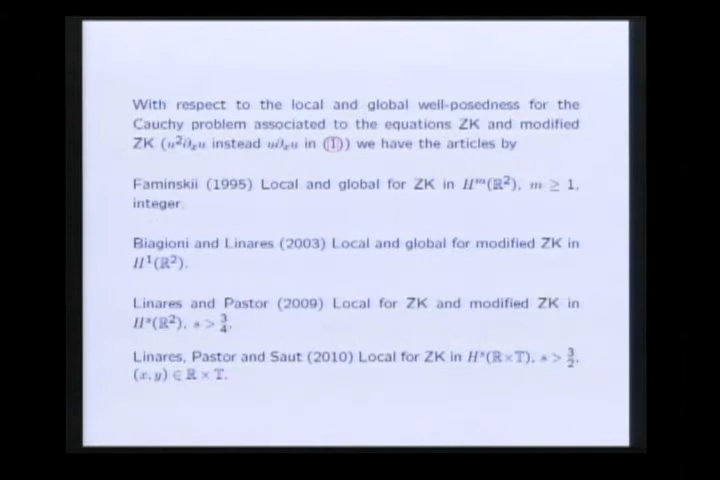 With respect to the local and global well-posedness for the
Cauchy problem associated to the equations ZK and modified
ZK (u²∂ₓu instead u∂ₓu in (1)) we have the articles by
Faminskii (1995) Local and global for ZK in Hᵐ(ℝ²), m ≥ 1,
integer.
Biagioni and Linares (2003) Local and global for modified ZK in
H¹(ℝ²).
Linares and Pastor (2009) Local for ZK and modified ZK in
Hˢ(ℝ²), s > 3/4.
Linares, Pastor and Saut (2010) Local for ZK in Hˢ(ℝ×𝕋), s > 3/2,
(x, y) ∈ ℝ × 𝕋.